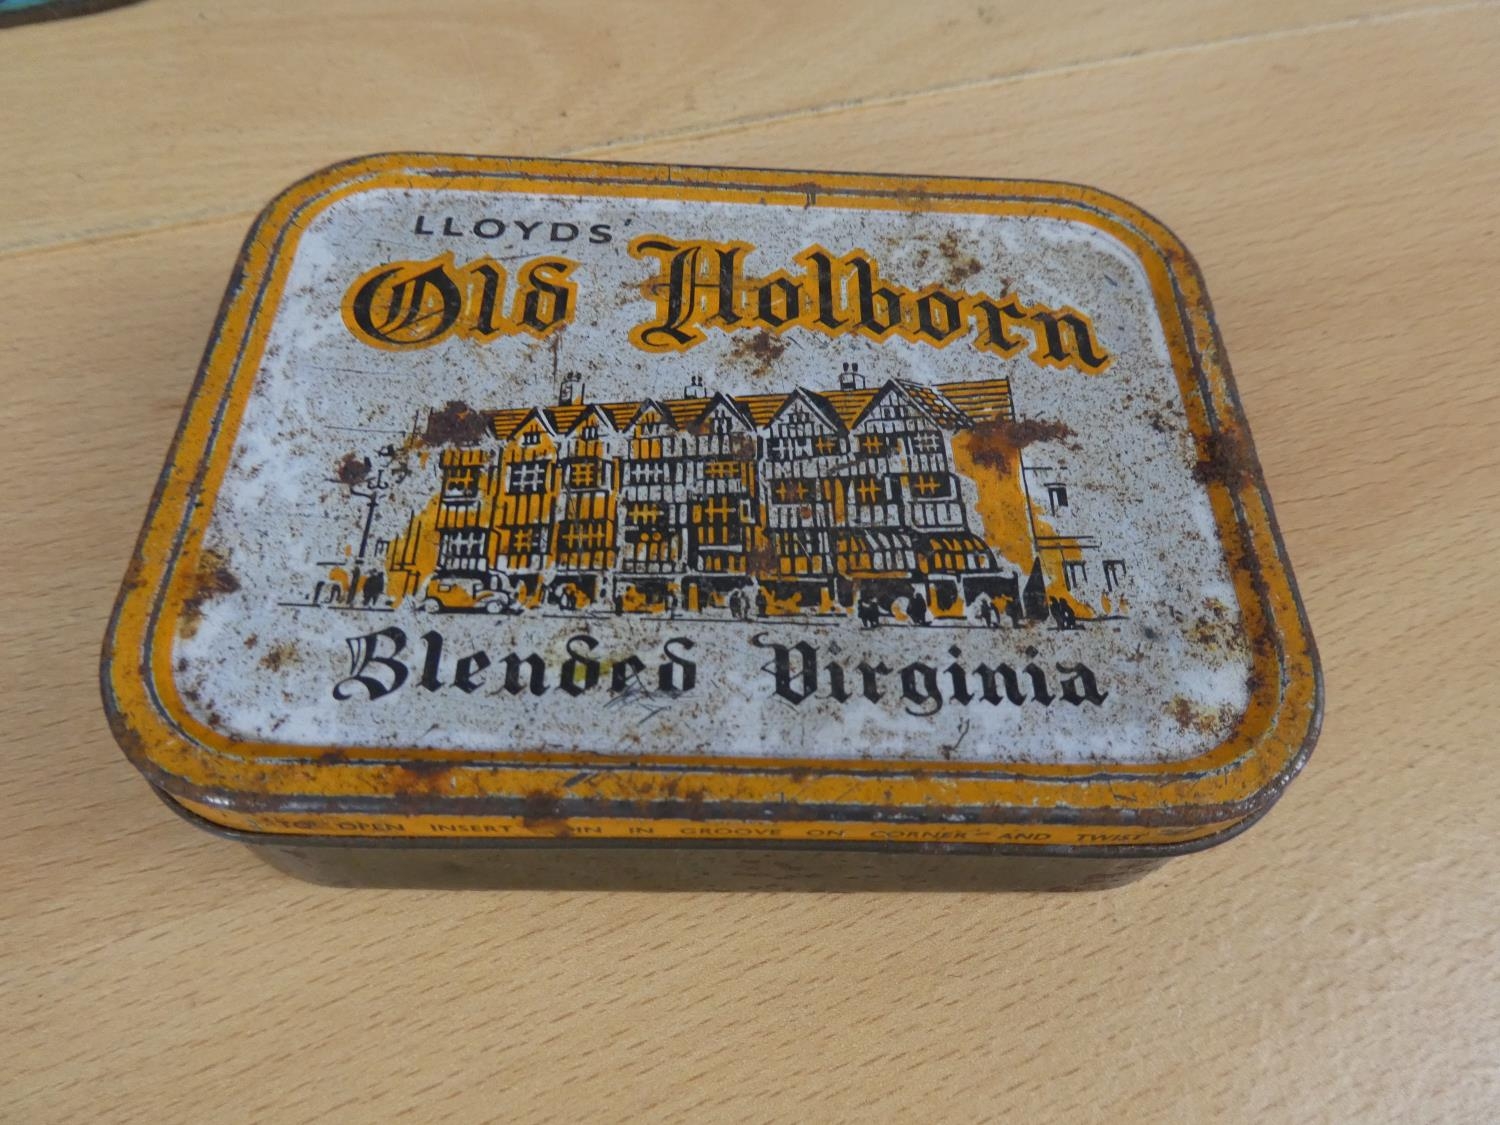 LLOYDS'
Old Holborn
Blended Virginia
TO OPEN INSERT IN GROOVE ON CORNER AND TWIST